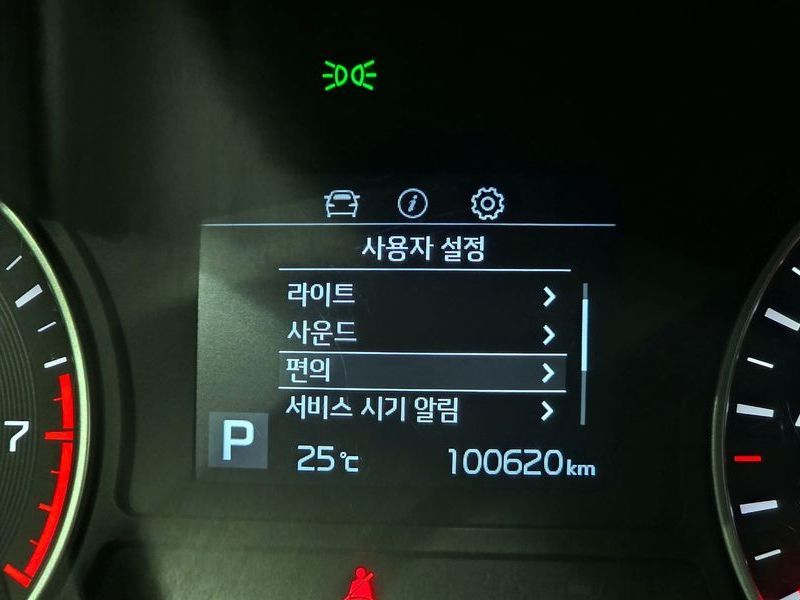 사용자 설정
라이트
사운드
편의
서비스 시기 알림
P
25℃
100620km
7